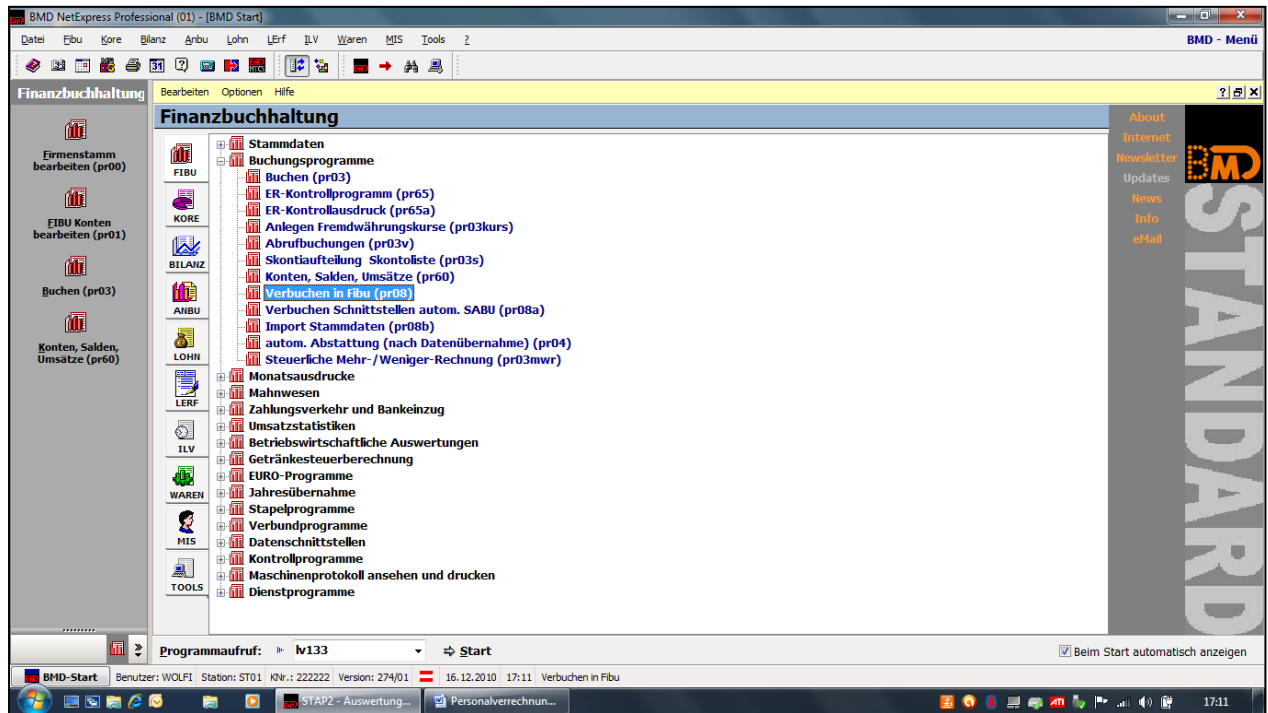 BMD NetExpress Professional (01) - [BMD Start]
Datei Fibu Kore Bilanz Anbu Lohn LErf ILV Waren MIS Tools ?
BMD - Menü
Finanzbuchhaltung
Bearbeiten Optionen Hilfe
Finanzbuchhaltung
Firmenstamm
bearbeiten (pr00)
FIBU Konten
bearbeiten (pr01)
Buchen (pr03)
Konten, Salden,
Umsätze (pr60)
FIBU
KORE
BILANZ
ANBU
LOHN
LERF
ILV
WAREN
MIS
TOOLS
Stammdaten
Buchungsprogramme
Buchen (pr03)
ER-Kontrollprogramm (pr65)
ER-Kontrollausdruck (pr65a)
Anlegen Fremdwährungskurse (pr03kurs)
Abrufbuchungen (pr03v)
Skontiaufteilung Skontoliste (pr03s)
Konten, Salden, Umsätze (pr60)
Verbuchen in Fibu (pr08)
Verbuchen Schnittstellen autom. SABU (pr08a)
Import Stammdaten (pr08b)
autom. Abstattung (nach Datenübernahme) (pr04)
Steuerliche Mehr-/Weniger-Rechnung (pr03mwr)
Monatsausdrucke
Mahnwesen
Zahlungsverkehr und Bankeinzug
Umsatzstatistiken
Betriebswirtschaftliche Auswertungen
Getränkesteuerberechnung
EURO-Programme
Jahresübernahme
Stapelprogramme
Verbundprogramme
Datenschnittstellen
Kontrollprogramme
Maschinenprotokoll ansehen und drucken
Dienstprogramme
About
Internet
Newsletter
Updates
News
Info
eMail
BMD
STANDARD
Programmaufruf: lv133 Start
Beim Start automatisch anzeigen
BMD-Start Benutzer: WOLFI Station: ST01 KNr.: 222222 Version: 274/01 16.12.2010 17:11 Verbuchen in Fibu
STAP2 - Auswertung... Personalverrechnun... ATI 17:11